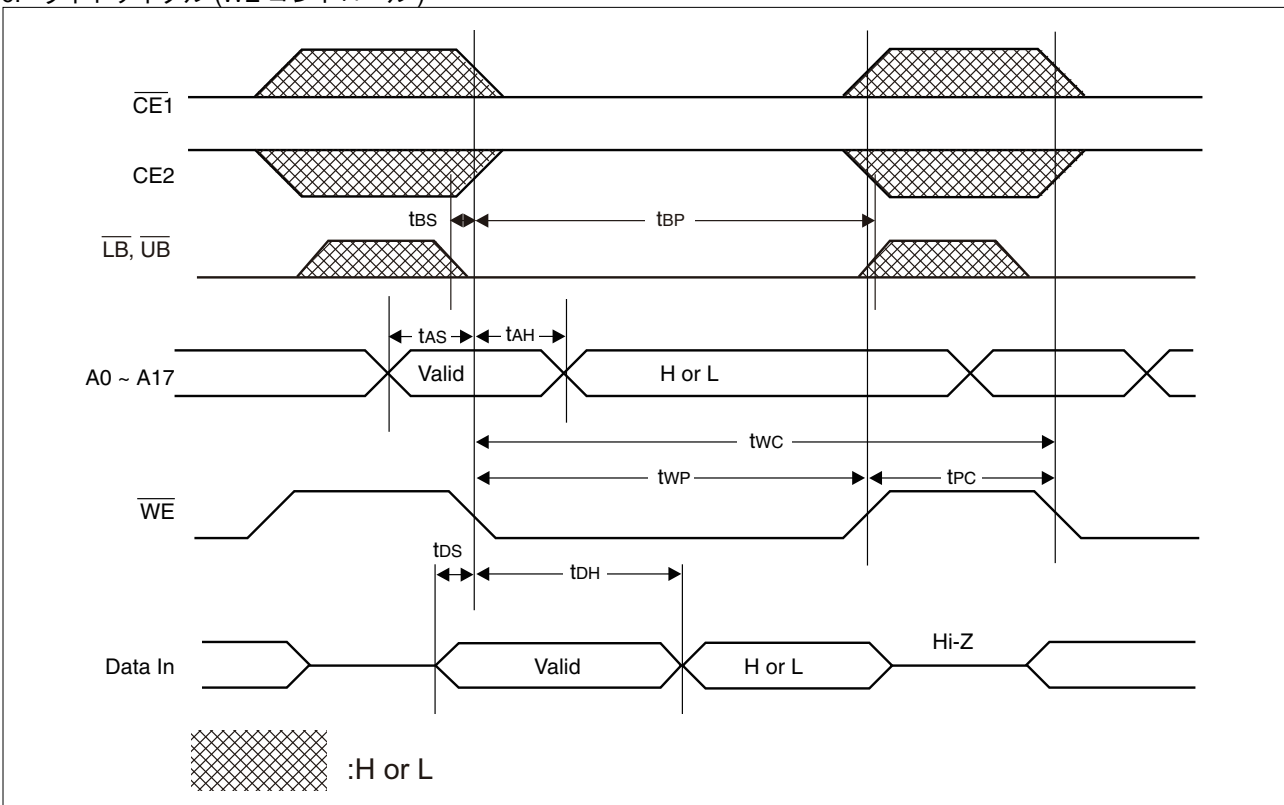 ライトサイクル (WE コントロール)
CE1
CE2
tBS
tBP
LB, UB
tAS
tAH
A0 ~ A17
Valid
H or L
tWC
tWP
tPC
WE
tDS
tDH
Hi-Z
Data In
Valid
H or L
:H or L